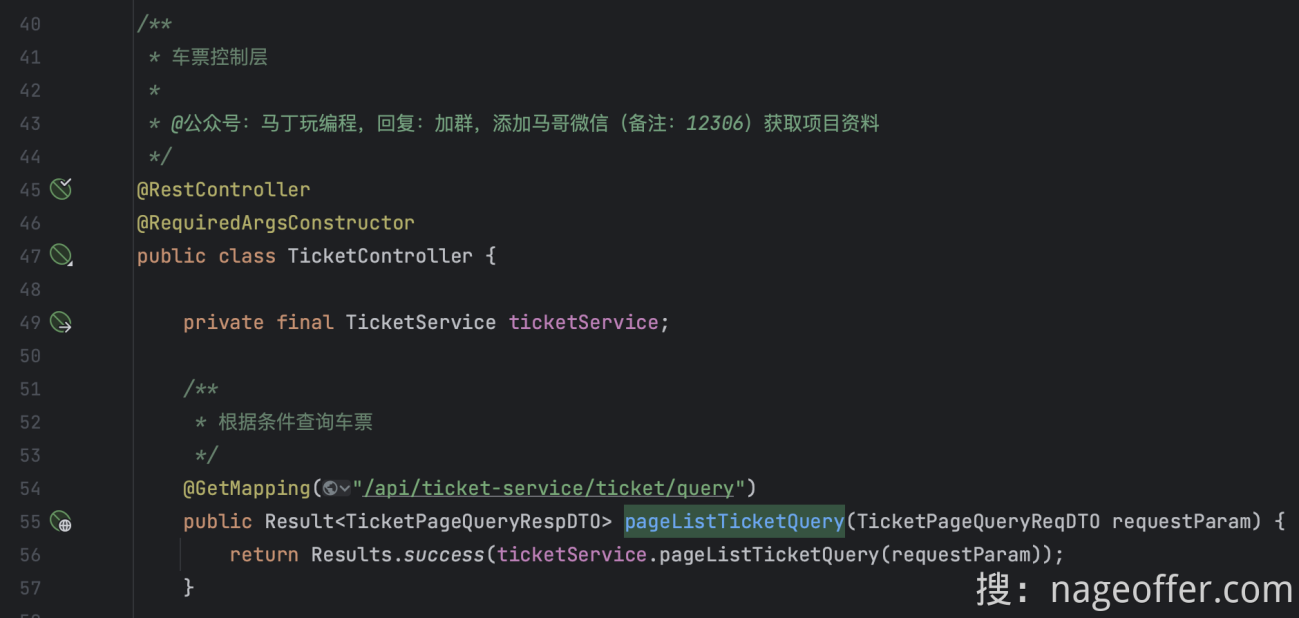 40 /**
41 * 车票控制层
42 *
43 * @公众号：马丁玩编程，回复：加群，添加马哥微信（备注：12306）获取项目资料
44 */
45 @RestController
46 @RequiredArgsConstructor
47 public class TicketController {
48
49 private final TicketService ticketService;
50
51 /**
52 * 根据条件查询车票
53 */
54 @GetMapping("/api/ticket-service/ticket/query")
55 public Result<TicketPageQueryRespDTO> pageListTicketQuery(TicketPageQueryReqDTO requestParam) {
56 return Results.success(ticketService.pageListTicketQuery(requestParam));
57 }
搜：nageoffer.com